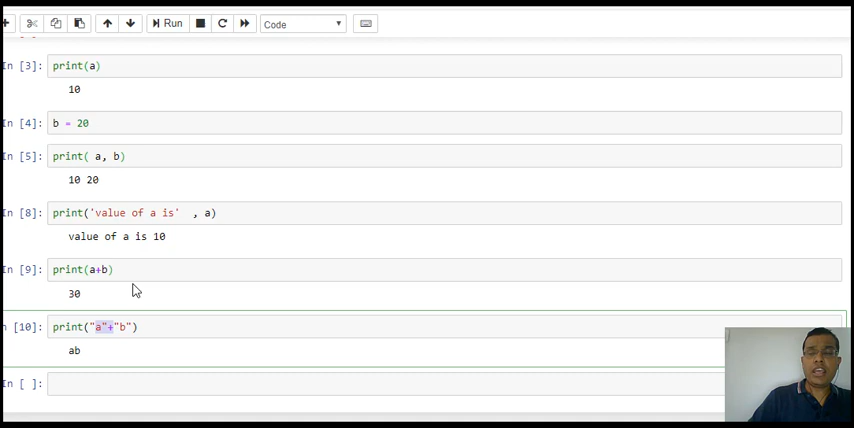 Run
Code
In [3]: print(a)
10
In [4]: b = 20
In [5]: print( a, b)
10 20
In [8]: print('value of a is'  , a)
value of a is 10
In [9]: print(a+b)
30
n [10]: print("a"+"b")
ab
In [ ]: